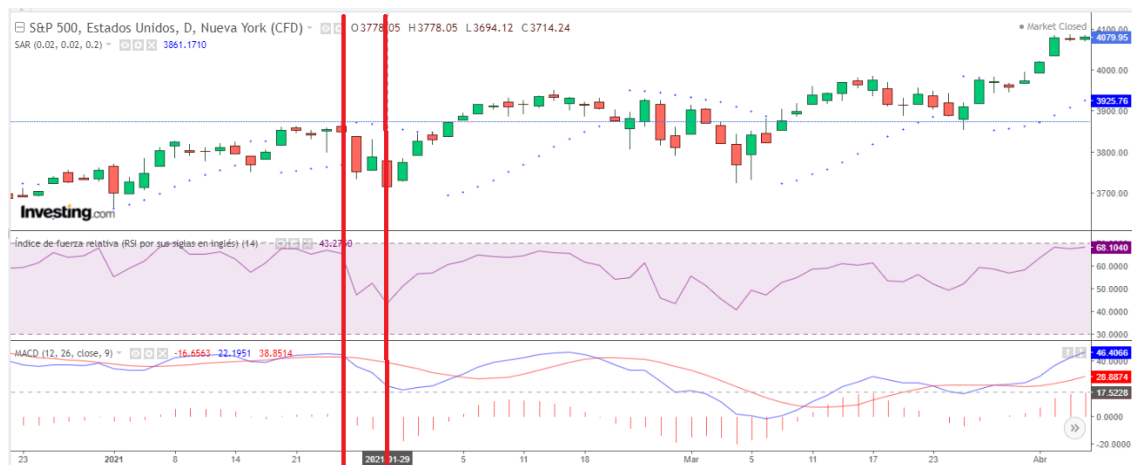 S&P 500, Estados Unidos, D, Nueva York (CFD) O3778.05 H3778.05 L3694.12 C3714.24
Market Closed
SAR (0.02, 0.02, 0.2) 3861.1710
4100.00
4079.95
4000.00
3925.76
3900.00
3800.00
3700.00
Investing.com
Índice de fuerza relativa (RSI por sus siglas en inglés) (14) 43.2760
68.1040
60.0000
50.0000
40.0000
30.0000
MACD (12, 26, close, 9) -16.6563 22.1951 38.8514
46.4066
40.0000
28.8874
17.5228
0.0000
-20.0000
23 2021 8 14 21 2021-01-29 5 11 18 Mar 5 11 17 23 Abr